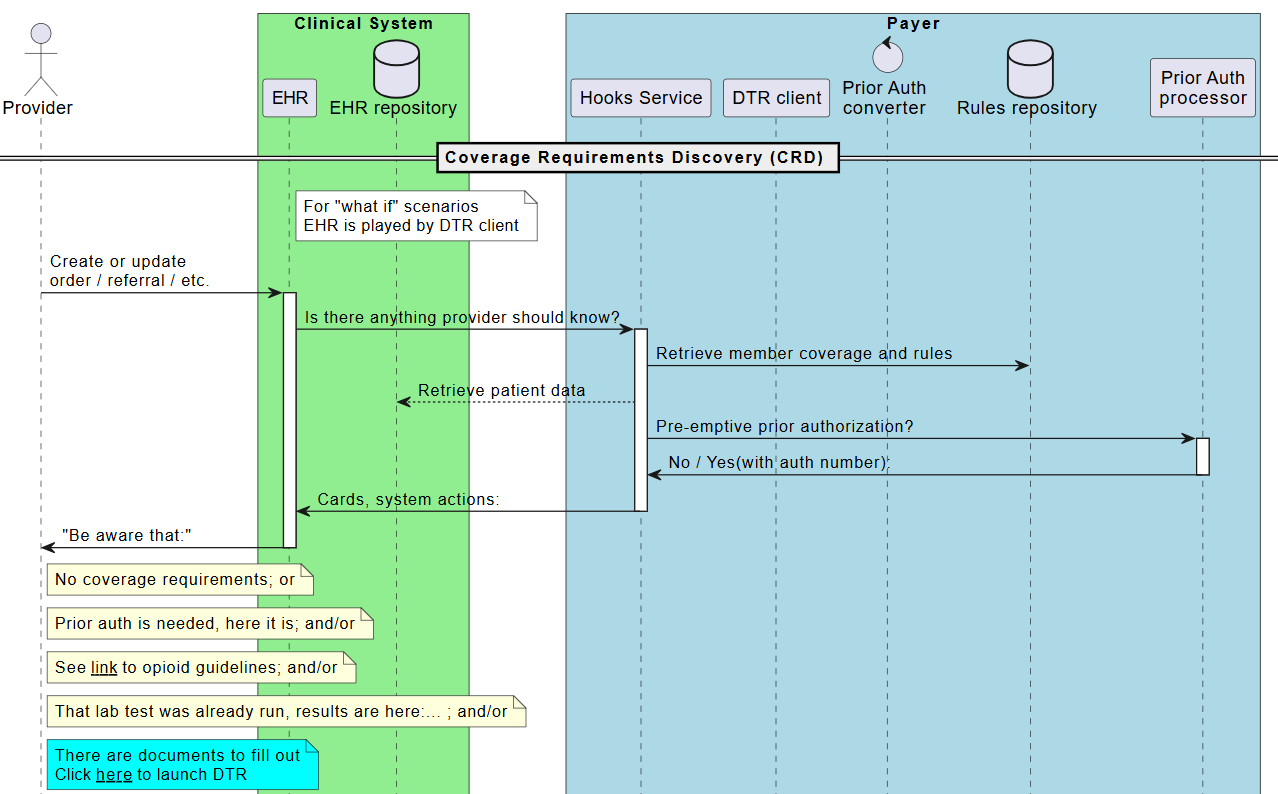 Clinical System
Payer
Provider
EHR
EHR repository
Hooks Service
DTR client
Prior Auth
converter
Rules repository
Prior Auth
processor
Coverage Requirements Discovery (CRD)
For "what if" scenarios
EHR is played by DTR client
Create or update
order / referral / etc.
Is there anything provider should know?
Retrieve member coverage and rules
Retrieve patient data
Pre-emptive prior authorization?
No / Yes(with auth number):
Cards, system actions:
"Be aware that:"
No coverage requirements; or
Prior auth is needed, here it is; and/or
See link to opioid guidelines; and/or
That lab test was already run, results are here:... ; and/or
There are documents to fill out
Click here to launch DTR